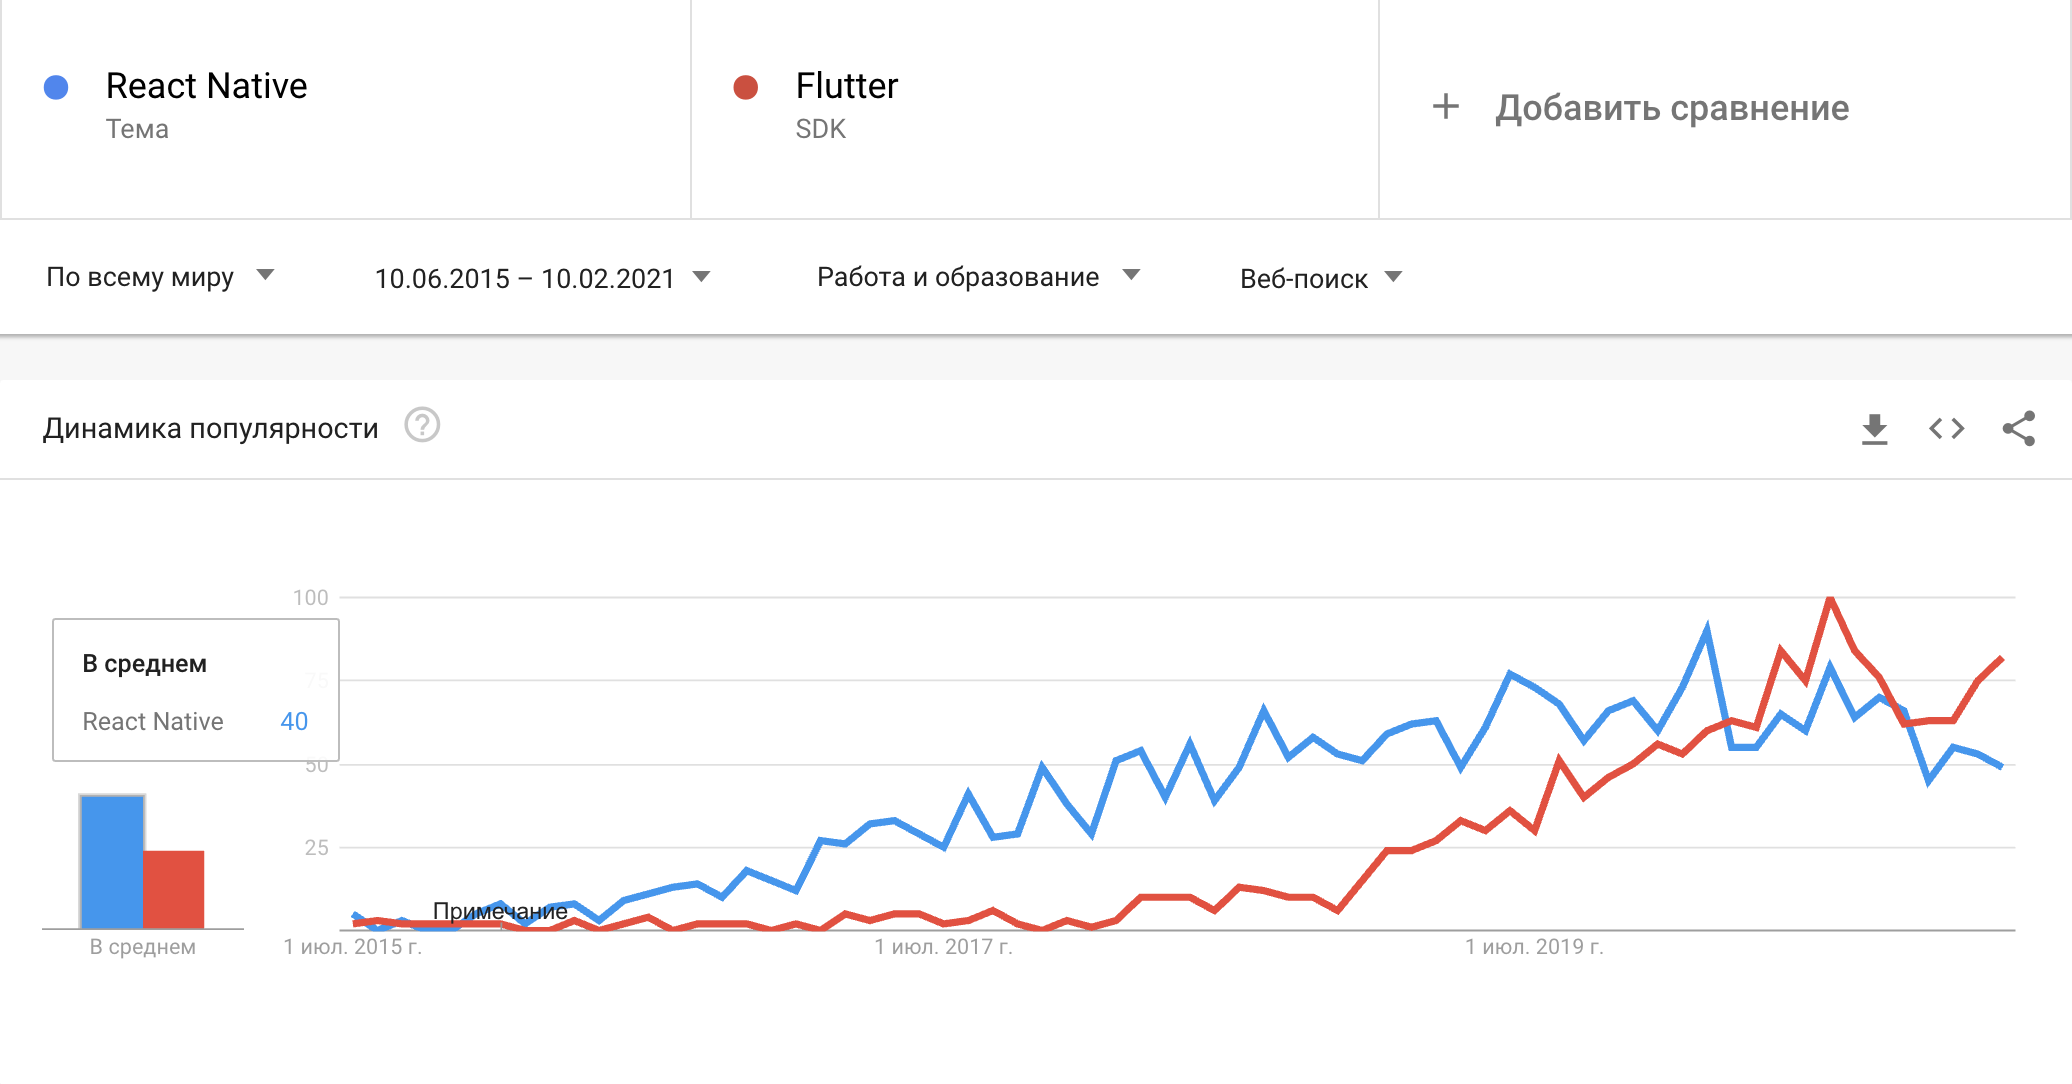 React Native
Тема
Flutter
SDK
+ Добавить сравнение
По всему миру
10.06.2015 – 10.02.2021
Работа и образование
Веб-поиск
Динамика популярности
?
100
75
50
25
В среднем
React Native 40
Примечание
В среднем
1 июл. 2015 г.
1 июл. 2017 г.
1 июл. 2019 г.